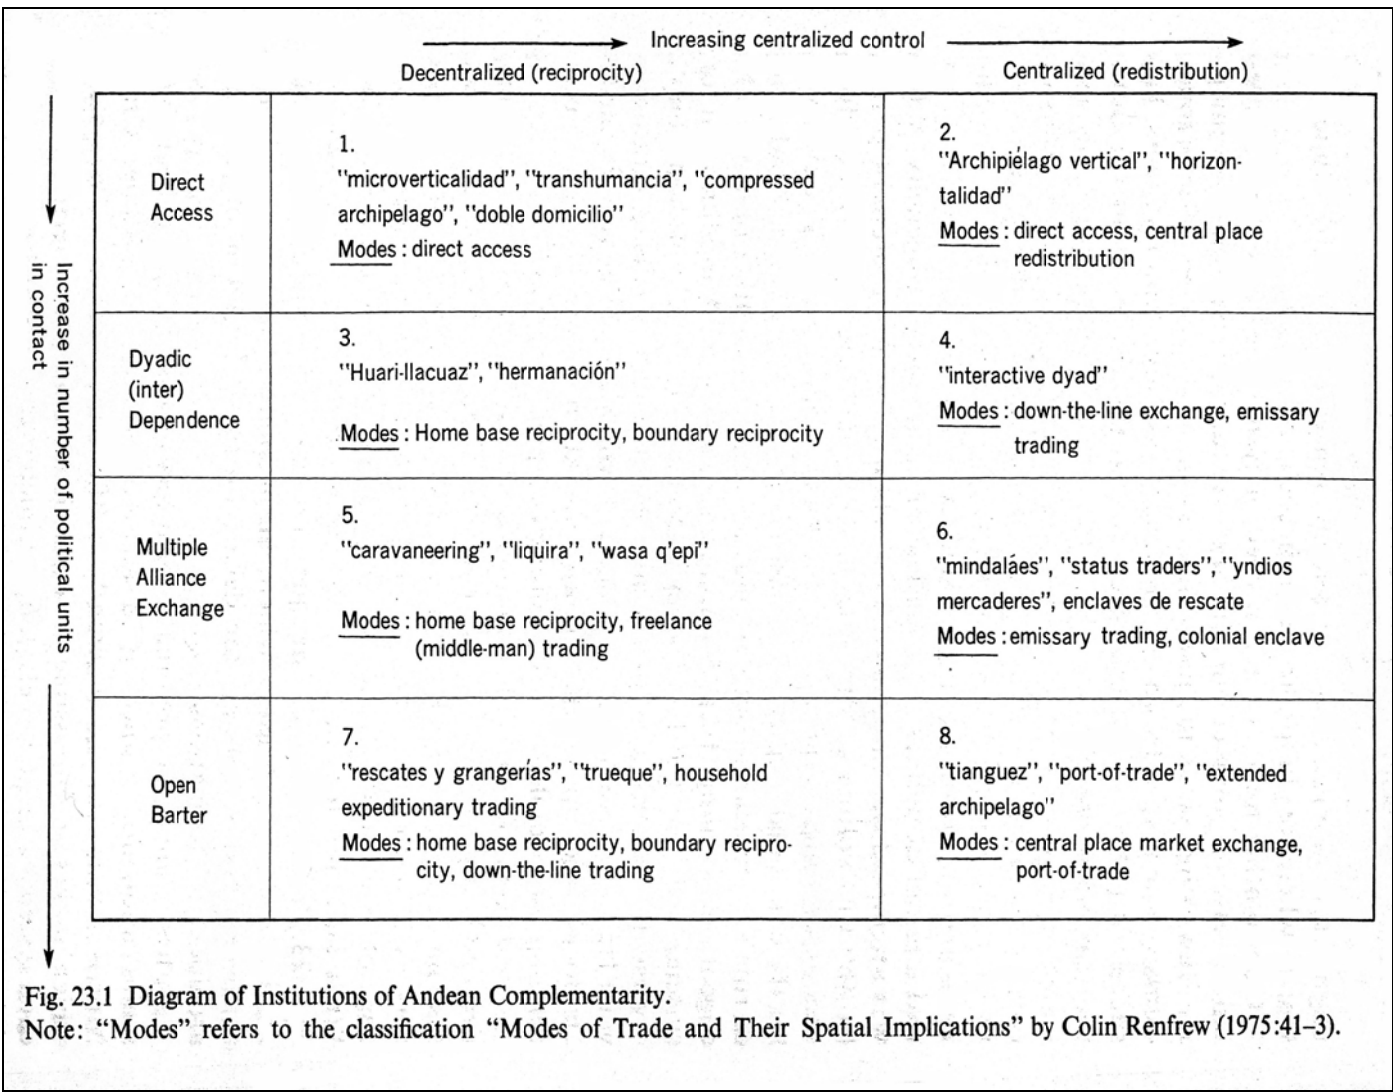 Increasing centralized control
Decentralized (reciprocity)
Centralized (redistribution)
Increase in number of political units
in contact
Direct
Access
1.
"microverticalidad", "transhumancia", "compressed
archipelago", "doble domicilio"
Modes : direct access
2.
"Archipiélago vertical", "horizon-
talidad"
Modes : direct access, central place
redistribution
Dyadic
(inter)
Dependence
3.
"Huari-llacuaz", "hermanación"
Modes : Home base reciprocity, boundary reciprocity
4.
"interactive dyad"
Modes : down-the-line exchange, emissary
trading
Multiple
Alliance
Exchange
5.
"caravaneering", "liquira", "wasa q'epi"
Modes : home base reciprocity, freelance
(middle-man) trading
6.
"mindaláes", "status traders", "yndios
mercaderes", enclaves de rescate
Modes : emissary trading, colonial enclave
Open
Barter
7.
"rescates y grangerías", "trueque", household
expeditionary trading
Modes : home base reciprocity, boundary recipro-
city, down-the-line trading
8.
"tianguez", "port-of-trade", "extended
archipelago"
Modes : central place market exchange,
port-of-trade
Fig. 23.1 Diagram of Institutions of Andean Complementarity.
Note: “Modes” refers to the classification “Modes of Trade and Their Spatial Implications” by Colin Renfrew (1975:41–3).